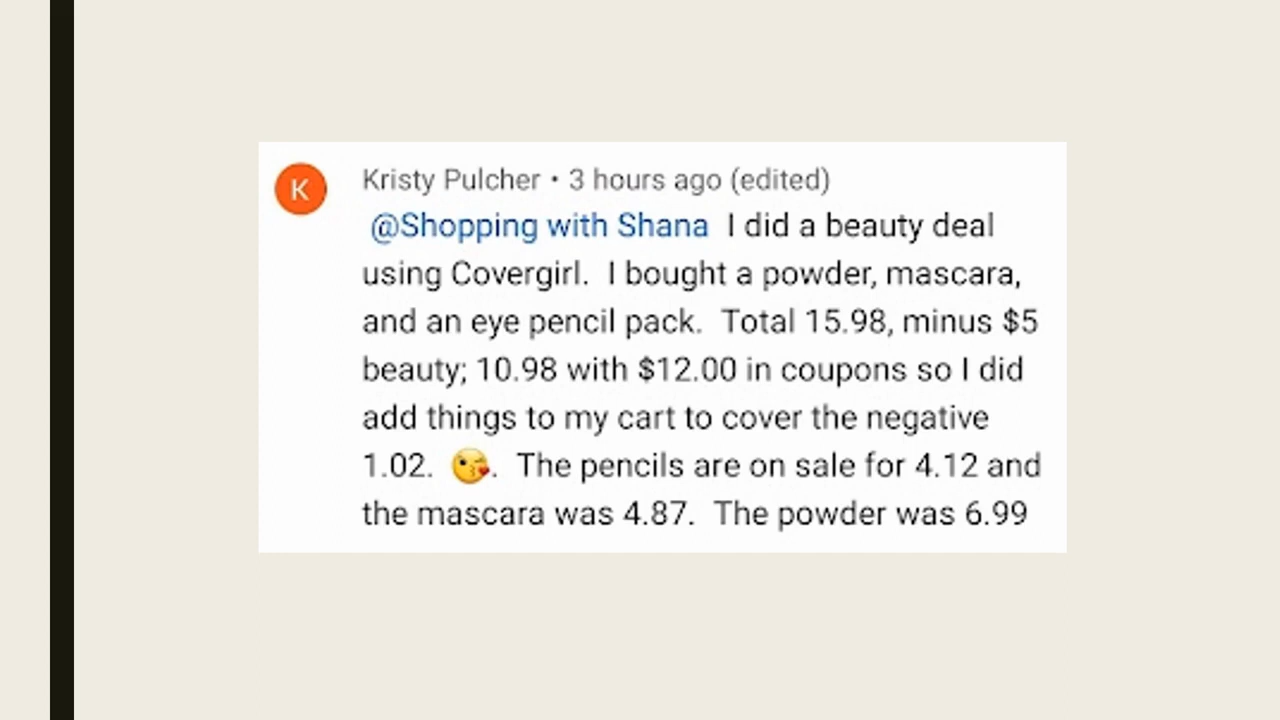 K
Kristy Pulcher • 3 hours ago (edited)
@Shopping with Shana I did a beauty deal
using Covergirl. I bought a powder, mascara,
and an eye pencil pack. Total 15.98, minus $5
beauty; 10.98 with $12.00 in coupons so I did
add things to my cart to cover the negative
1.02. 😘. The pencils are on sale for 4.12 and
the mascara was 4.87. The powder was 6.99